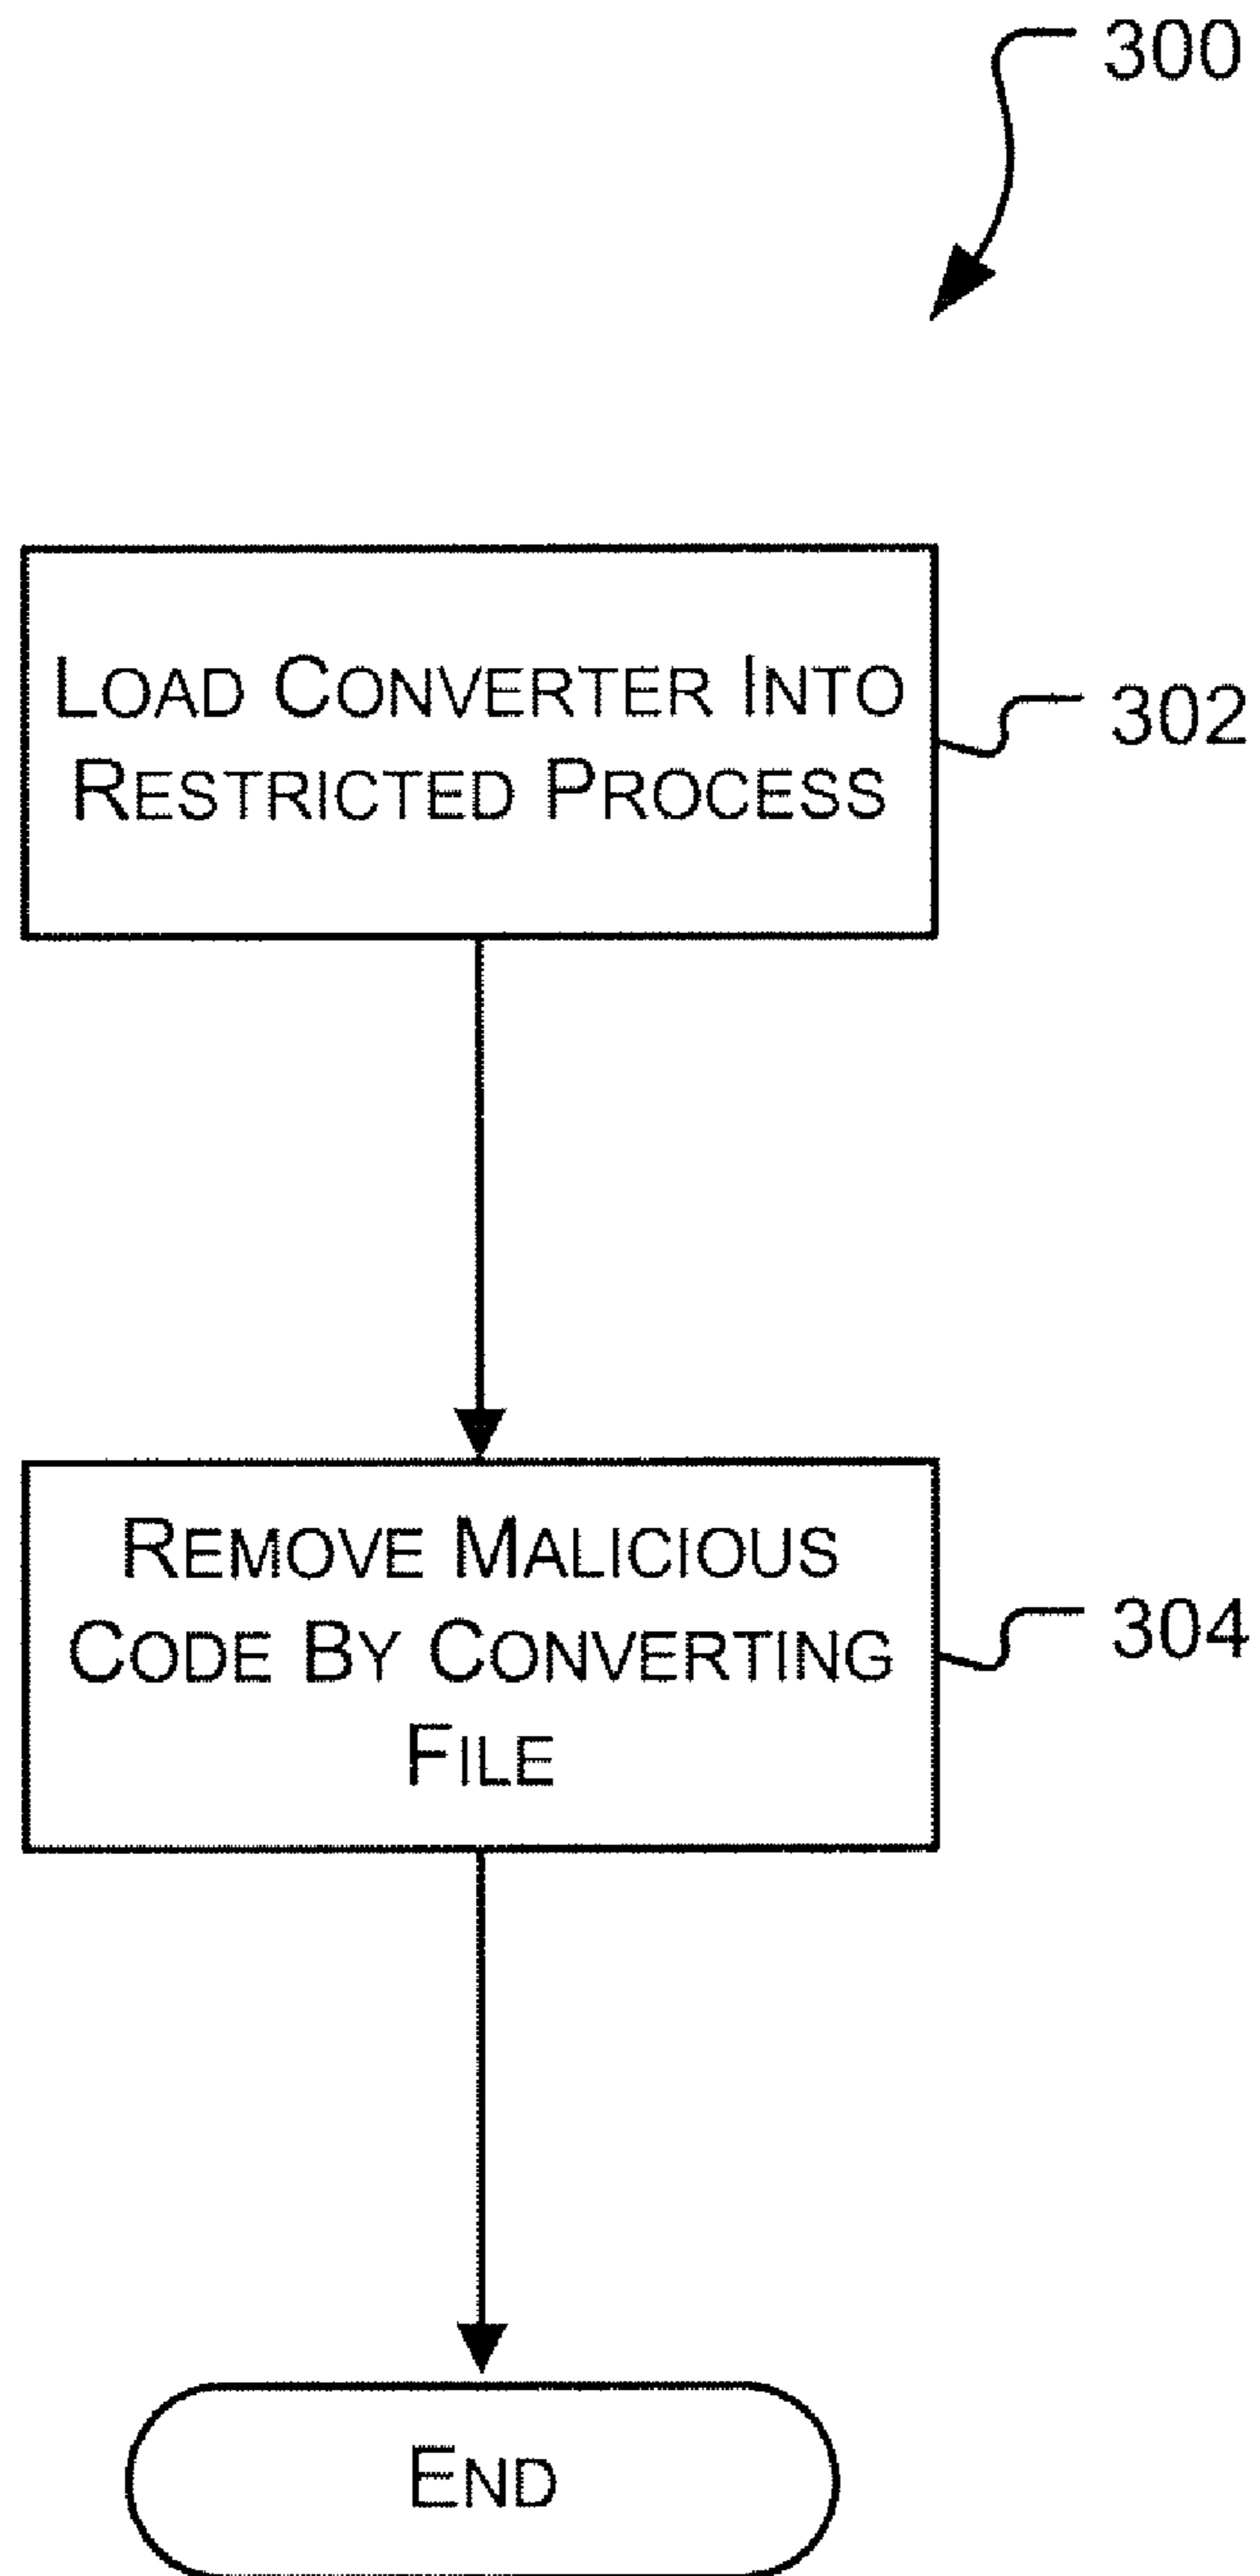 300
LOAD CONVERTER INTO
RESTRICTED PROCESS
302
REMOVE MALICIOUS
CODE BY CONVERTING
FILE
304
END